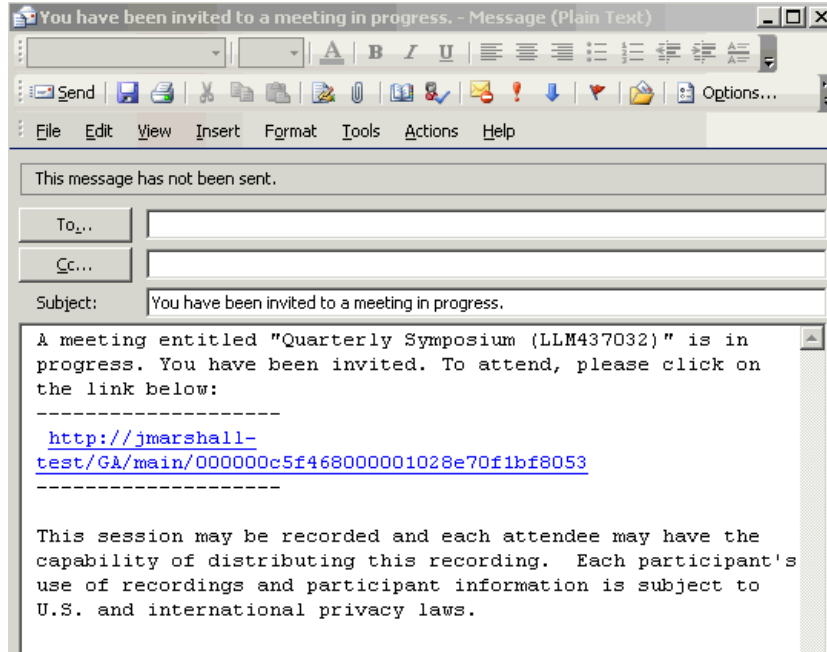 You have been invited to a meeting in progress. - Message (Plain Text)
A B I U
Send Options...
File Edit View Insert Format Tools Actions Help
This message has not been sent.
To...
Cc...
Subject: You have been invited to a meeting in progress.
A meeting entitled "Quarterly Symposium (LLM437032)" is in
progress. You have been invited. To attend, please click on
the link below:
--------------------
http://jmarshall-
test/GA/main/000000c5f468000001028e70f1bf8053
--------------------
This session may be recorded and each attendee may have the
capability of distributing this recording.  Each participant's
use of recordings and participant information is subject to
U.S. and international privacy laws.